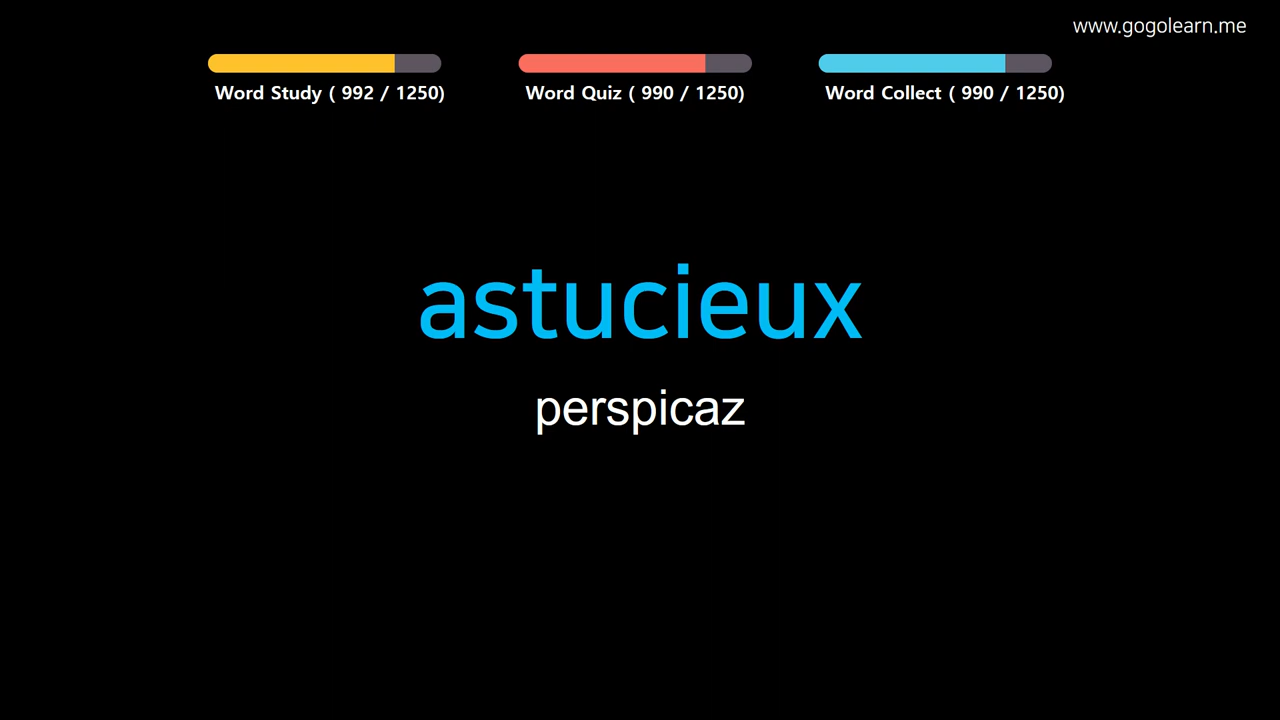 www.gogolearn.me
Word Study ( 992 / 1250)
Word Quiz ( 990 / 1250)
Word Collect ( 990 / 1250)
astucieux
perspicaz